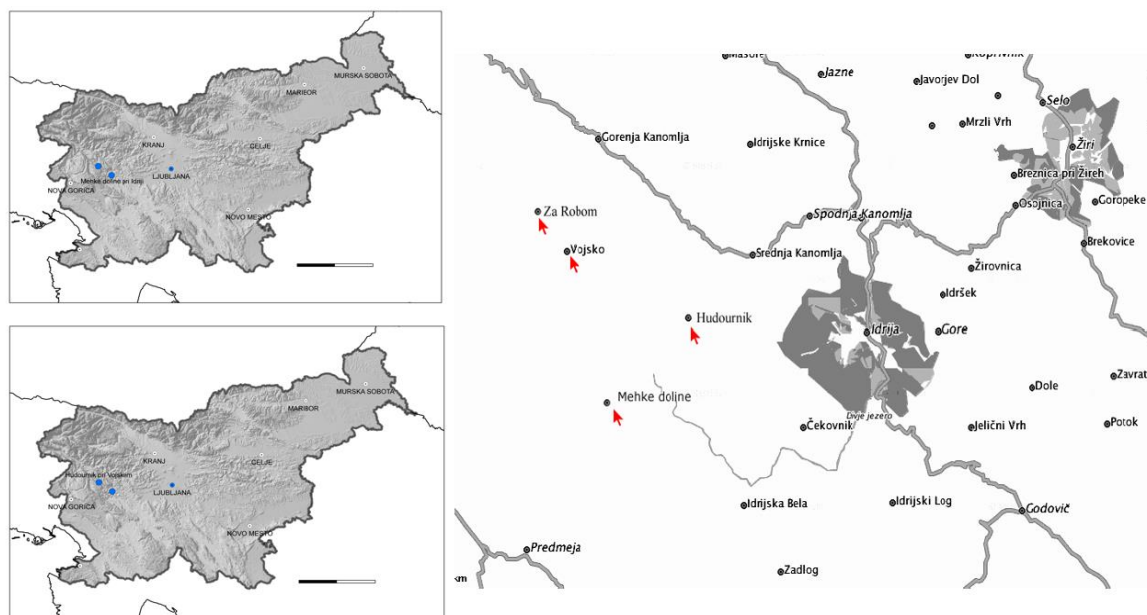 MURSKA SOBOTA
MARIBOR
KRANJ
CELJE
Mehke doline pri Idriji
LJUBLJANA
NOVA GORICA
NOVO MESTO
MURSKA SOBOTA
MARIBOR
KRANJ
CELJE
Hudournik pri Vojskem
LJUBLJANA
NOVA GORICA
NOVO MESTO
Masore
Koprivnik
Jazne
Javorjev Dol
Selo
Mrzli Vrh
Gorenja Kanomlja
Idrijske Krnice
Žiri
Breznica pri Žireh
Osojnica
Goropeke
Za Robom
Spodnja Kanomlja
Vojsko
Srednja Kanomlja
Brekovice
Žirovnica
Idršek
Hudournik
Idrija
Gore
Zavrat
Dole
Mehke doline
Divje jezero
Čekovnik
Jelični Vrh
Potok
Idrijska Bela
Idrijski Log
Godovič
Predmeja
Zadlog
km